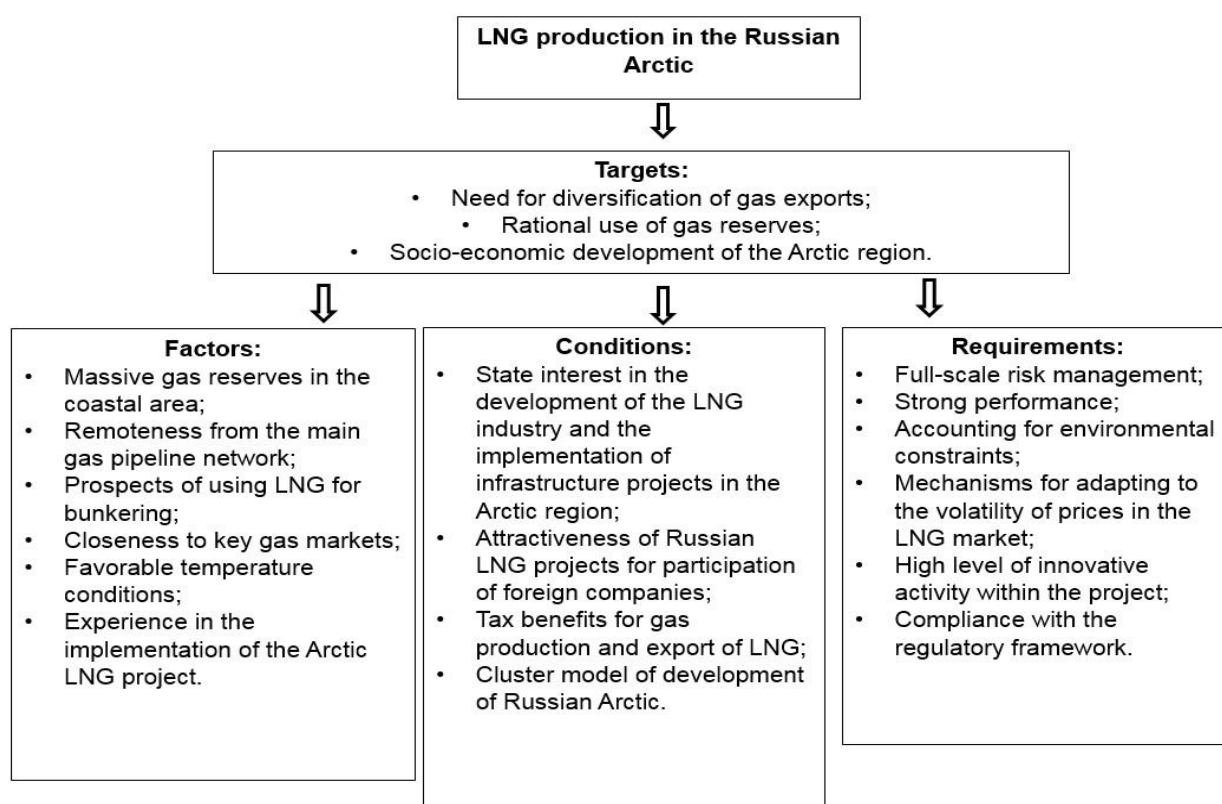 LNG production in the Russian
Arctic
Targets:
• Need for diversification of gas exports;
• Rational use of gas reserves;
• Socio-economic development of the Arctic region.
Factors:
• Massive gas reserves in the
coastal area;
• Remoteness from the main
gas pipeline network;
• Prospects of using LNG for
bunkering;
• Closeness to key gas markets;
• Favorable temperature
conditions;
• Experience in the
implementation of the Arctic
LNG project.
Conditions:
• State interest in the
development of the LNG
industry and the
implementation of
infrastructure projects in the
Arctic region;
• Attractiveness of Russian
LNG projects for participation
of foreign companies;
• Tax benefits for gas
production and export of LNG;
• Cluster model of development
of Russian Arctic.
Requirements:
• Full-scale risk management;
• Strong performance;
• Accounting for environmental
constraints;
• Mechanisms for adapting to
the volatility of prices in the
LNG market;
• High level of innovative
activity within the project;
• Compliance with the
regulatory framework.